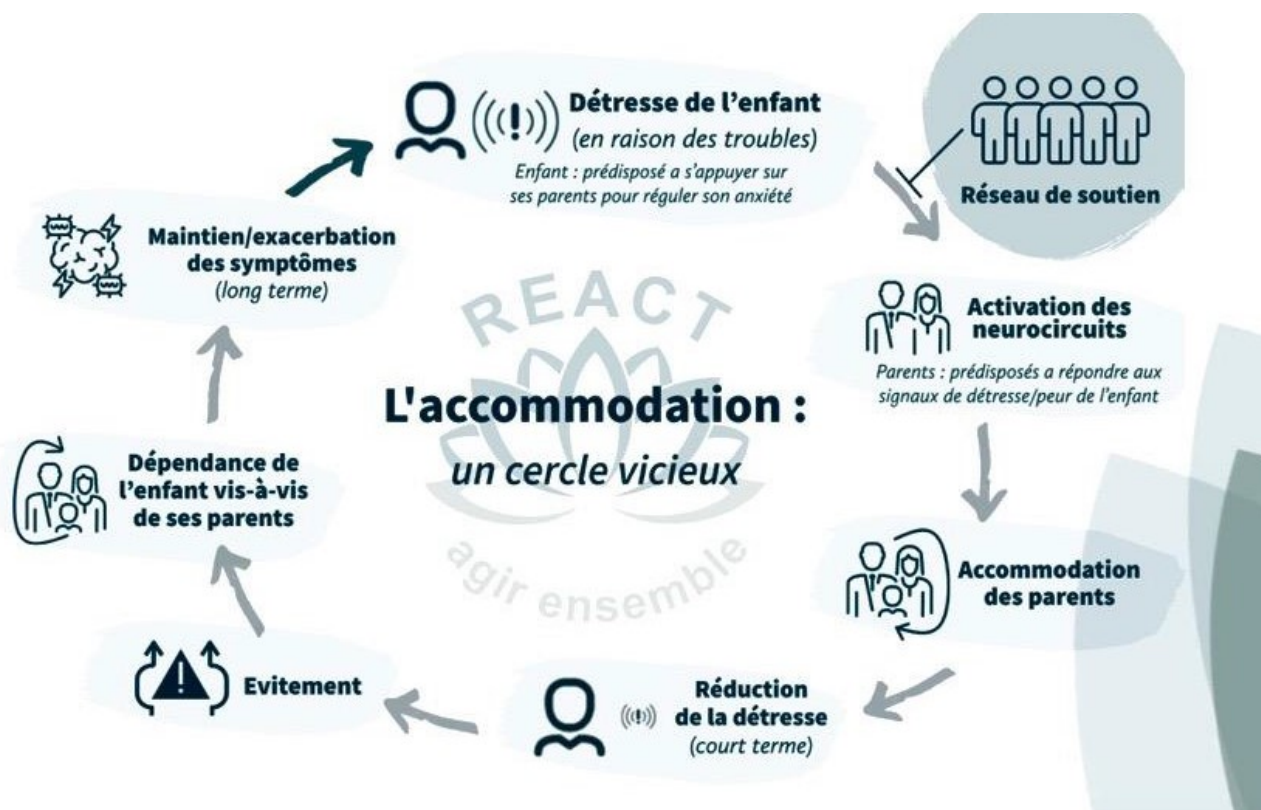 Détresse de l'enfant
(en raison des troubles)
Enfant : prédisposé a s'appuyer sur
ses parents pour réguler son anxiété
Réseau de soutien
Activation des
neurocircuits
Parents : prédisposés a répondre aux
signaux de détresse/peur de l'enfant
Accommodation
des parents
Réduction
de la détresse
(court terme)
Evitement
Dépendance de
l'enfant vis-à-vis
de ses parents
Maintien/exacerbation
des symptômes
(long terme)
REACT
L'accommodation :
un cercle vicieux
agir ensemble